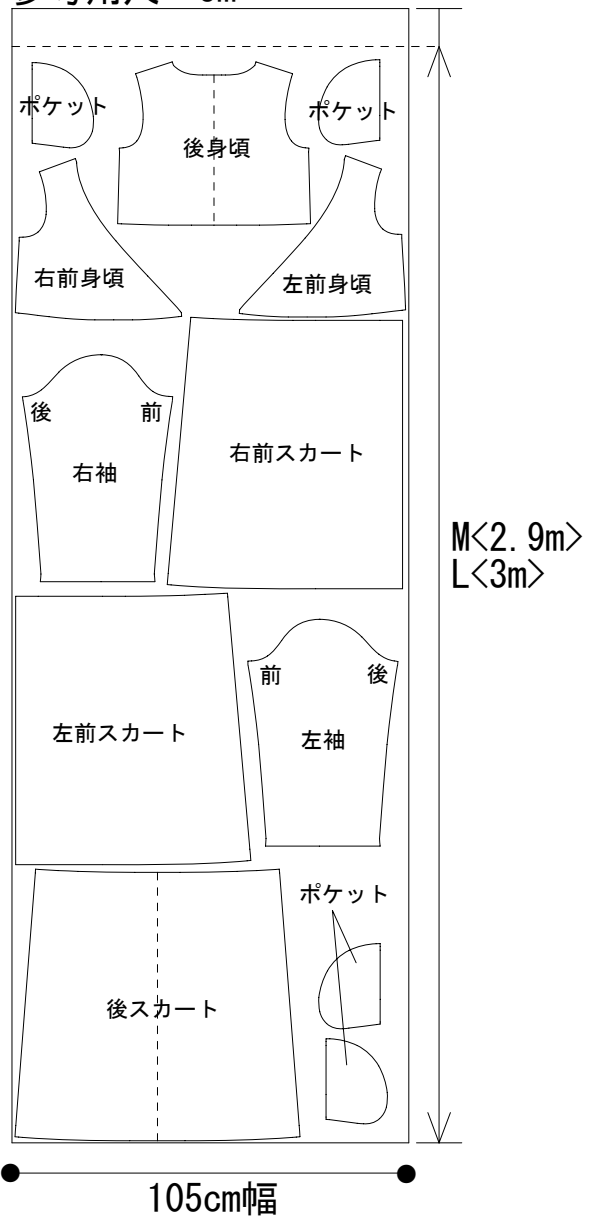 ポケット
後身頃
ポケット
右前身頃
左前身頃
後
前
右袖
右前スカート
M<2.9m>
L<3m>
左前スカート
前
後
左袖
ポケット
後スカート
105cm幅